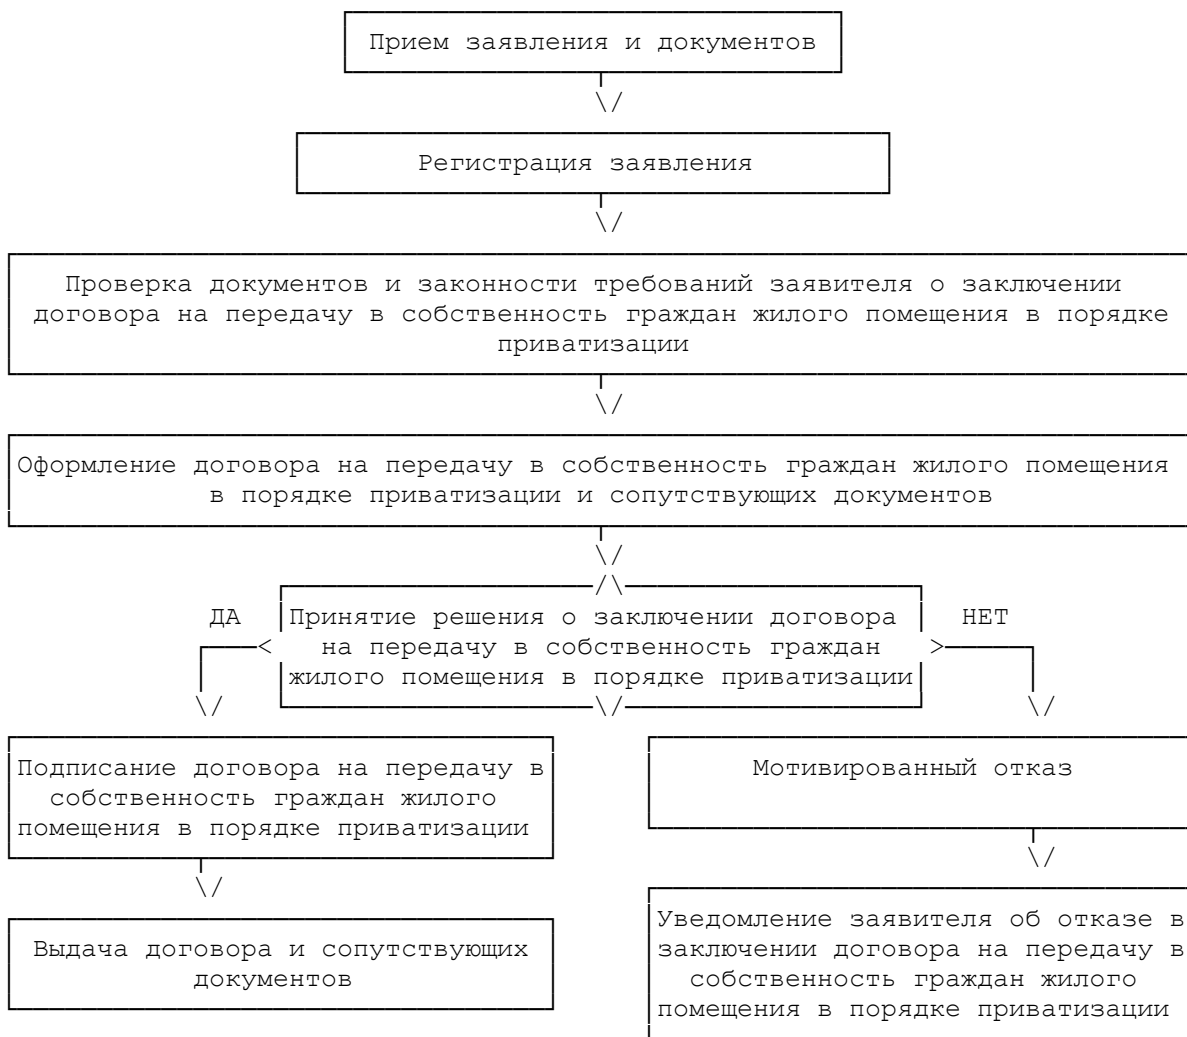 Прием заявления и документов
Регистрация заявления
Проверка документов и законности требований заявителя о заключении
договора на передачу в собственность граждан жилого помещения в порядке
приватизации
Оформление договора на передачу в собственность граждан жилого помещения
в порядке приватизации и сопутствующих документов
ДА
Принятие решения о заключении договора
на передачу в собственность граждан
жилого помещения в порядке приватизации
НЕТ
Подписание договора на передачу в
собственность граждан жилого
помещения в порядке приватизации
Мотивированный отказ
Выдача договора и сопутствующих
документов
Уведомление заявителя об отказе в
заключении договора на передачу в
собственность граждан жилого
помещения в порядке приватизации